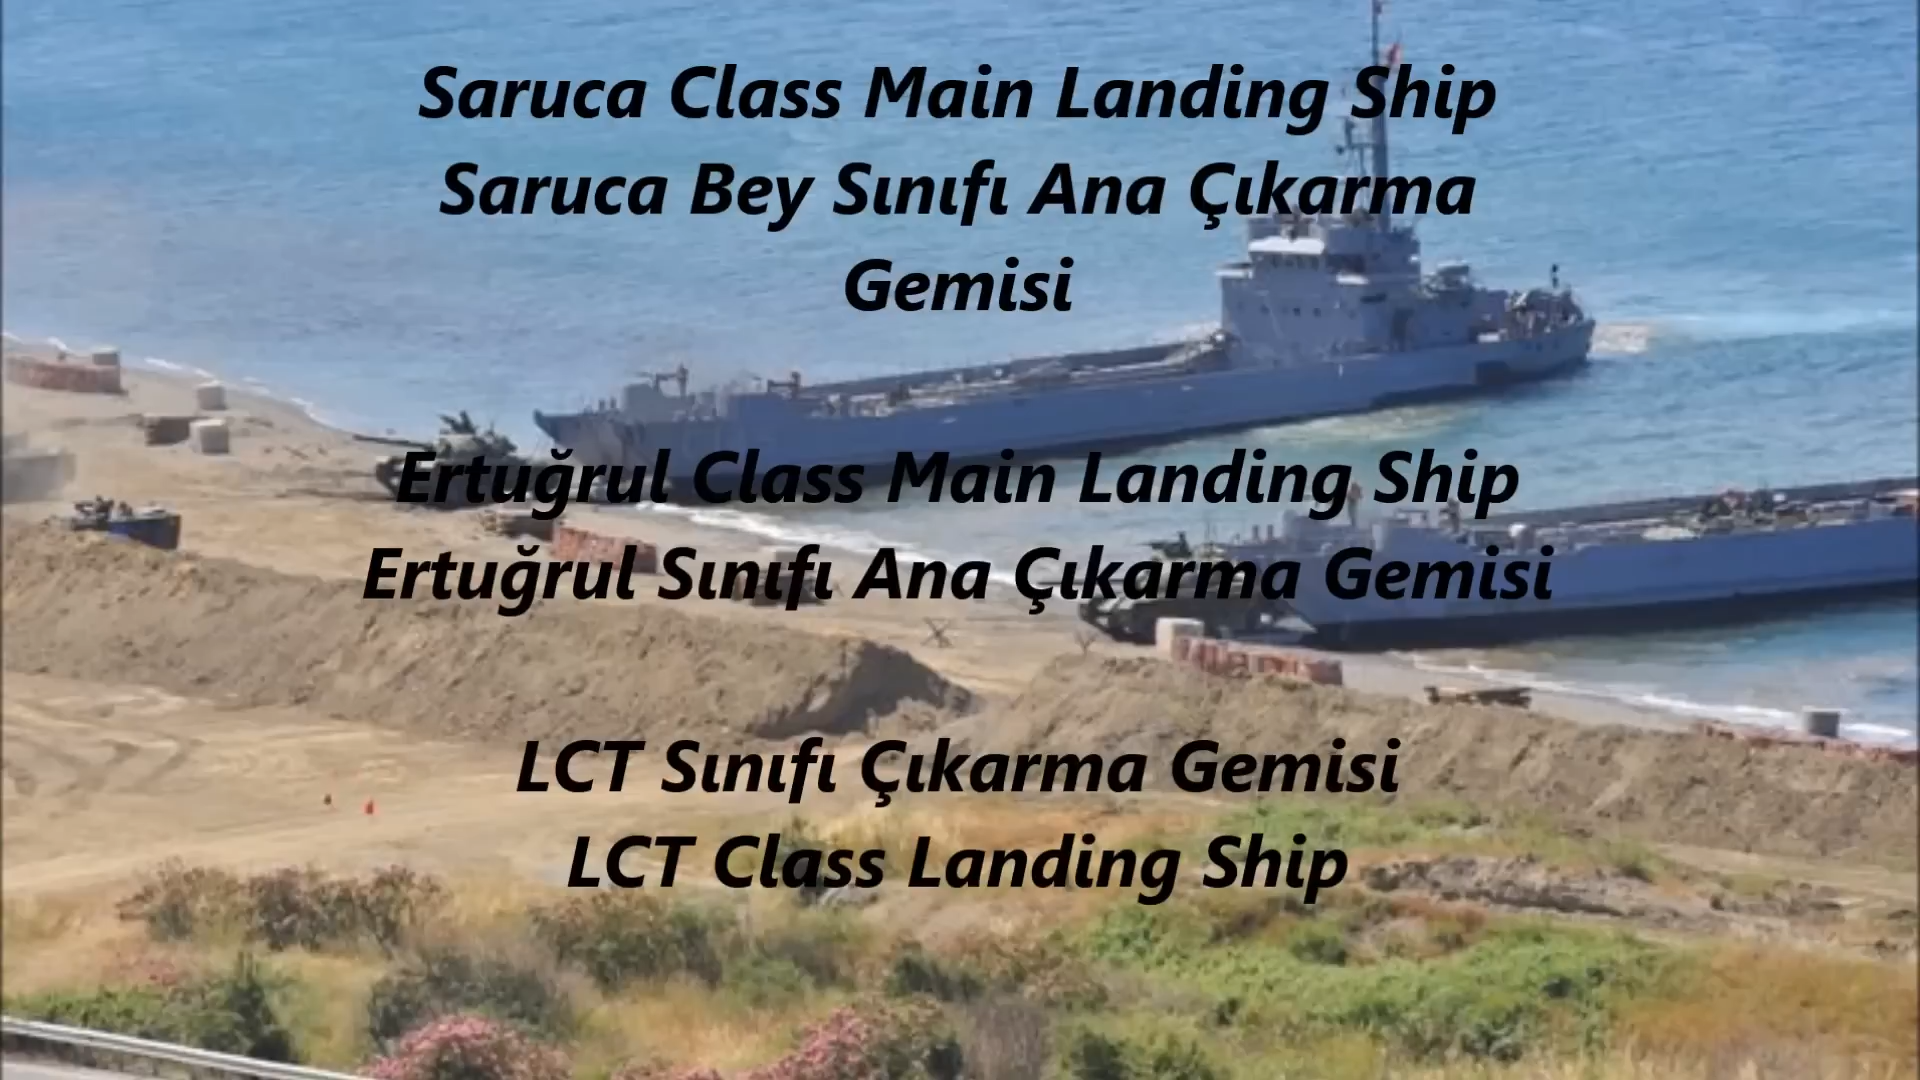 Saruca Class Main Landing Ship
Saruca Bey Sınıfı Ana Çıkarma
Gemisi
Ertuğrul Class Main Landing Ship
Ertuğrul Sınıfı Ana Çıkarma Gemisi
LCT Sınıfı Çıkarma Gemisi
LCT Class Landing Ship